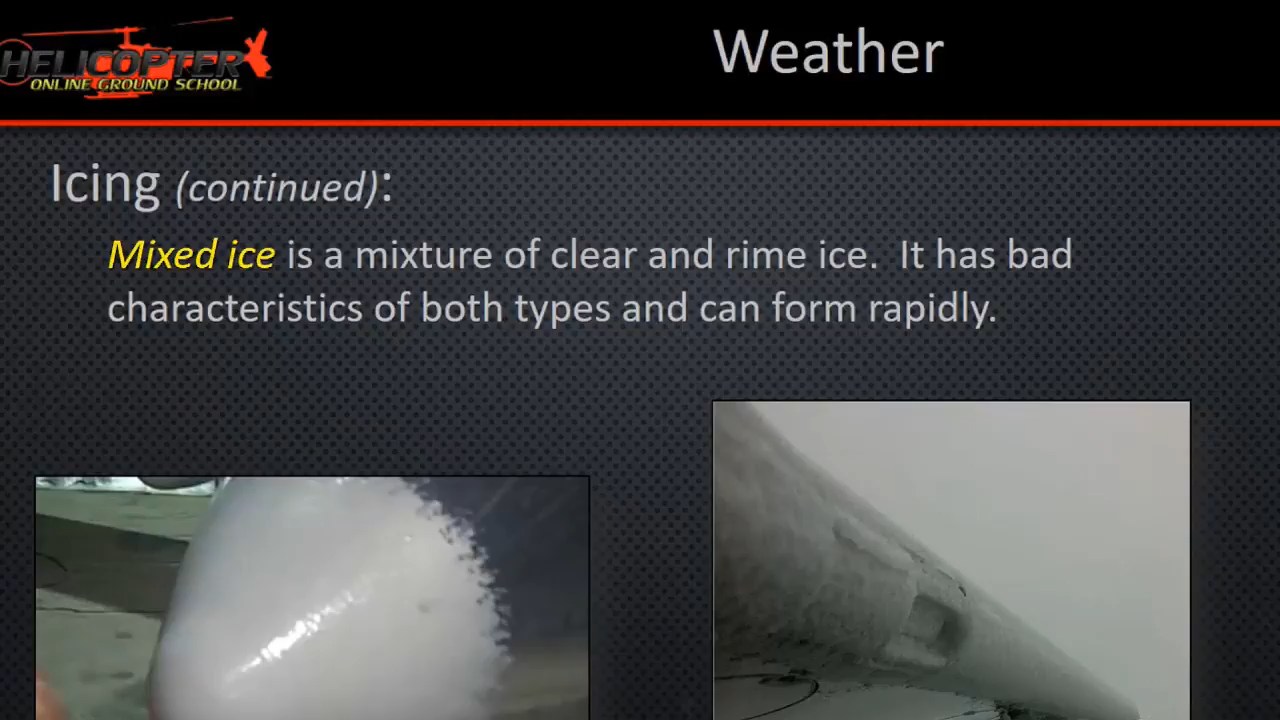 HELICOPTER
ONLINE GROUND SCHOOL
Weather
Icing (continued):
Mixed ice is a mixture of clear and rime ice.  It has bad
characteristics of both types and can form rapidly.